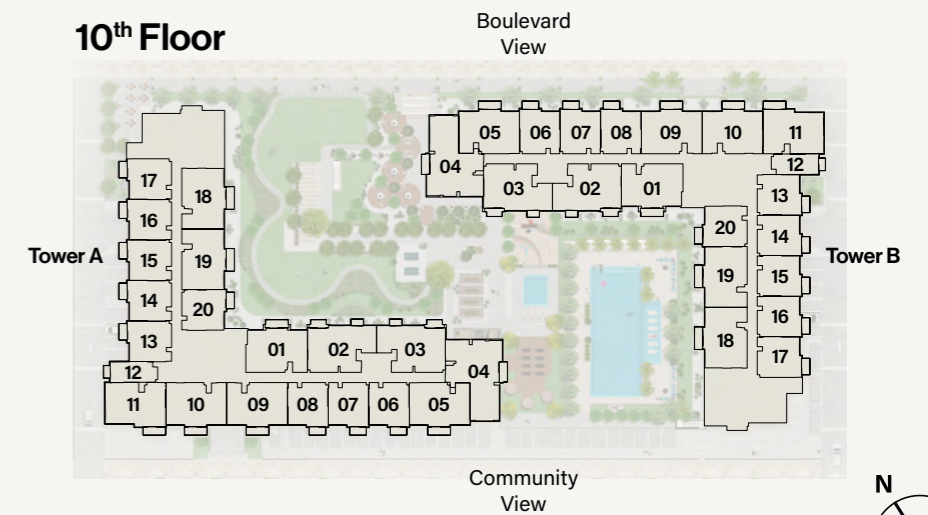 10th Floor
Boulevard
View
05 06 07 08 09 10 11
04
12
03 02 01
13
17
18
16
20
14
Tower A
15
19
19
15
Tower B
14
20
16
13
01 02 03
18
17
12
04
11 10 09 08 07 06 05
Community
View
N